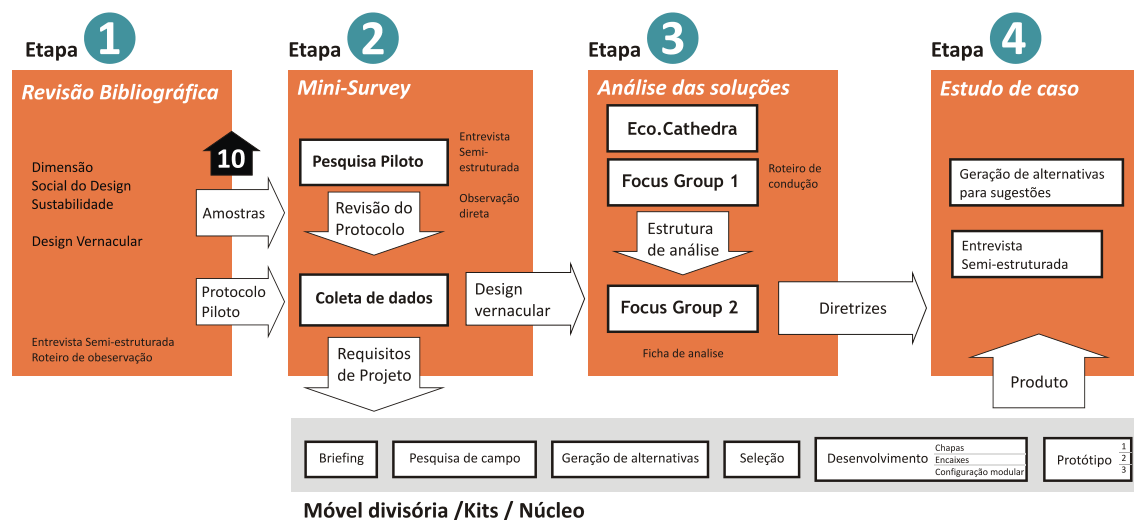 Etapa 1
Revisão Bibliográfica
Dimensão
Social do Design
Sustabilidade
Design Vernacular
Entrevista Semi-estruturada
Roteiro de obeservação
10
Amostras
Protocolo
Piloto
Etapa 2
Mini-Survey
Pesquisa Piloto
Entrevista
Semi-
estruturada
Observação
direta
Revisão do
Protocolo
Coleta de dados
Requisitos
de Projeto
Design
vernacular
Etapa 3
Análise das soluções
Eco.Cathedra
Focus Group 1
Roteiro de
condução
Estrutura
de análise
Focus Group 2
Ficha de analise
Diretrizes
Etapa 4
Estudo de caso
Geração de alternativas
para sugestões
Entrevista
Semi-estruturada
Produto
Briefing
Pesquisa de campo
Geração de alternativas
Seleção
Desenvolvimento
Chapas
Encaixes
Configuração modular
Protótipo
1
2
3
Móvel divisória /Kits / Núcleo